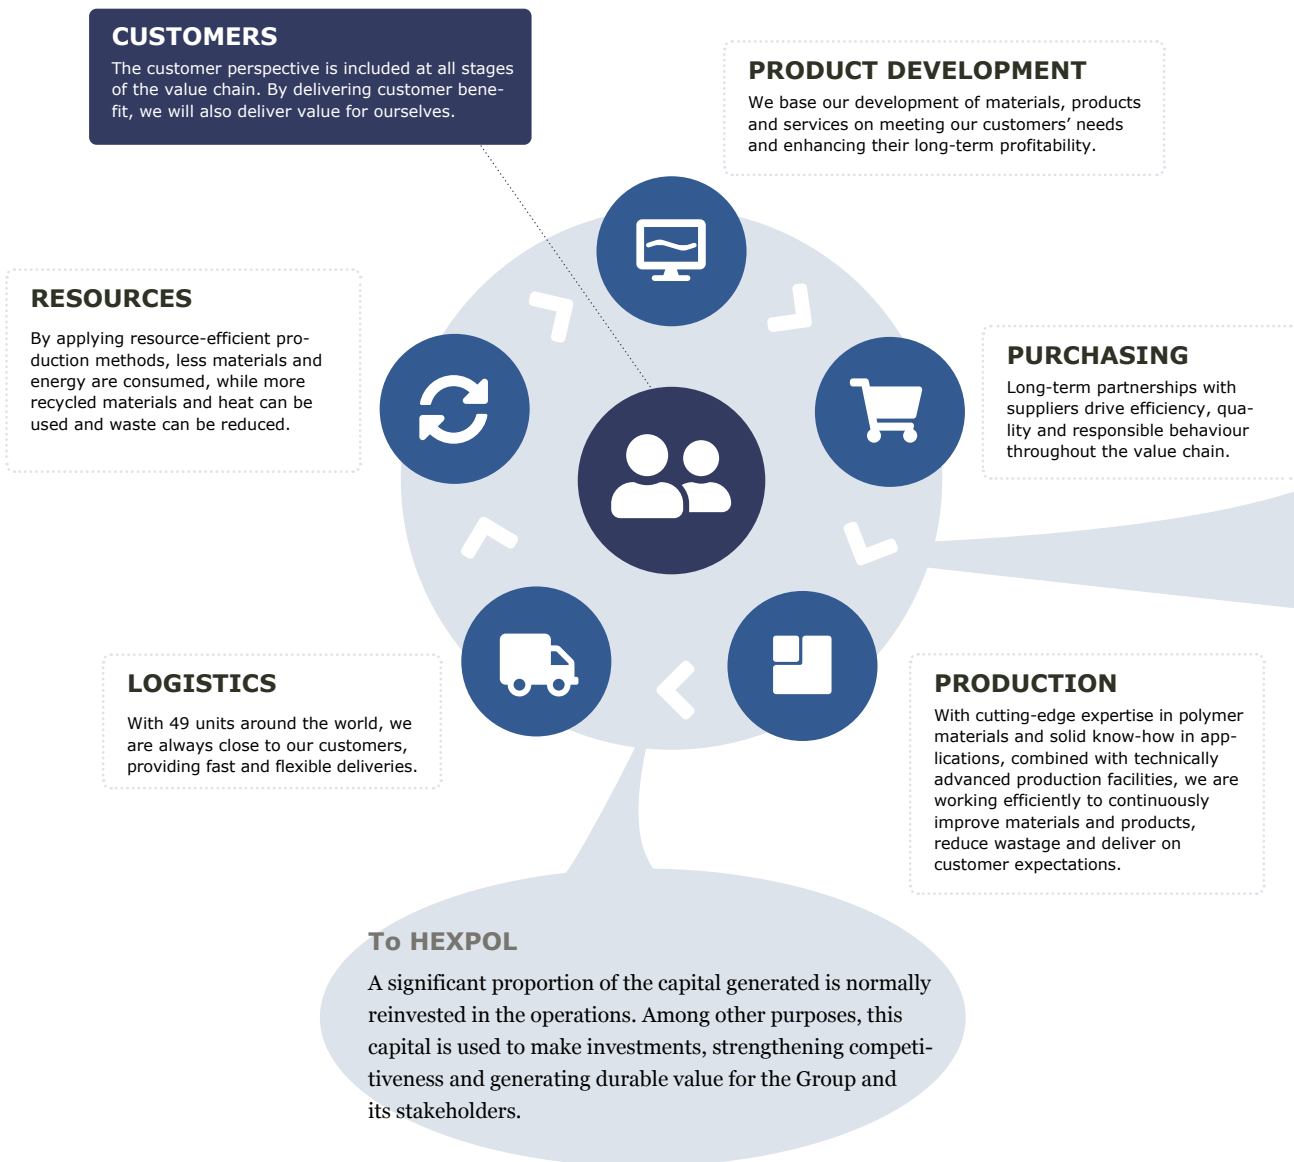 CUSTOMERS
The customer perspective is included at all stages
of the value chain. By delivering customer bene-
fit, we will also deliver value for ourselves.
PRODUCT DEVELOPMENT
We base our development of materials, products
and services on meeting our customers’ needs
and enhancing their long-term profitability.
RESOURCES
By applying resource-efficient pro-
duction methods, less materials and
energy are consumed, while more
recycled materials and heat can be
used and waste can be reduced.
PURCHASING
Long-term partnerships with
suppliers drive efficiency, qua-
lity and responsible behaviour
throughout the value chain.
LOGISTICS
With 49 units around the world, we
are always close to our customers,
providing fast and flexible deliveries.
PRODUCTION
With cutting-edge expertise in polymer
materials and solid know-how in app-
lications, combined with technically
advanced production facilities, we are
working efficiently to continuously
improve materials and products,
reduce wastage and deliver on
customer expectations.
To HEXPOL
A significant proportion of the capital generated is normally
reinvested in the operations. Among other purposes, this
capital is used to make investments, strengthening competi-
tiveness and generating durable value for the Group and
its stakeholders.